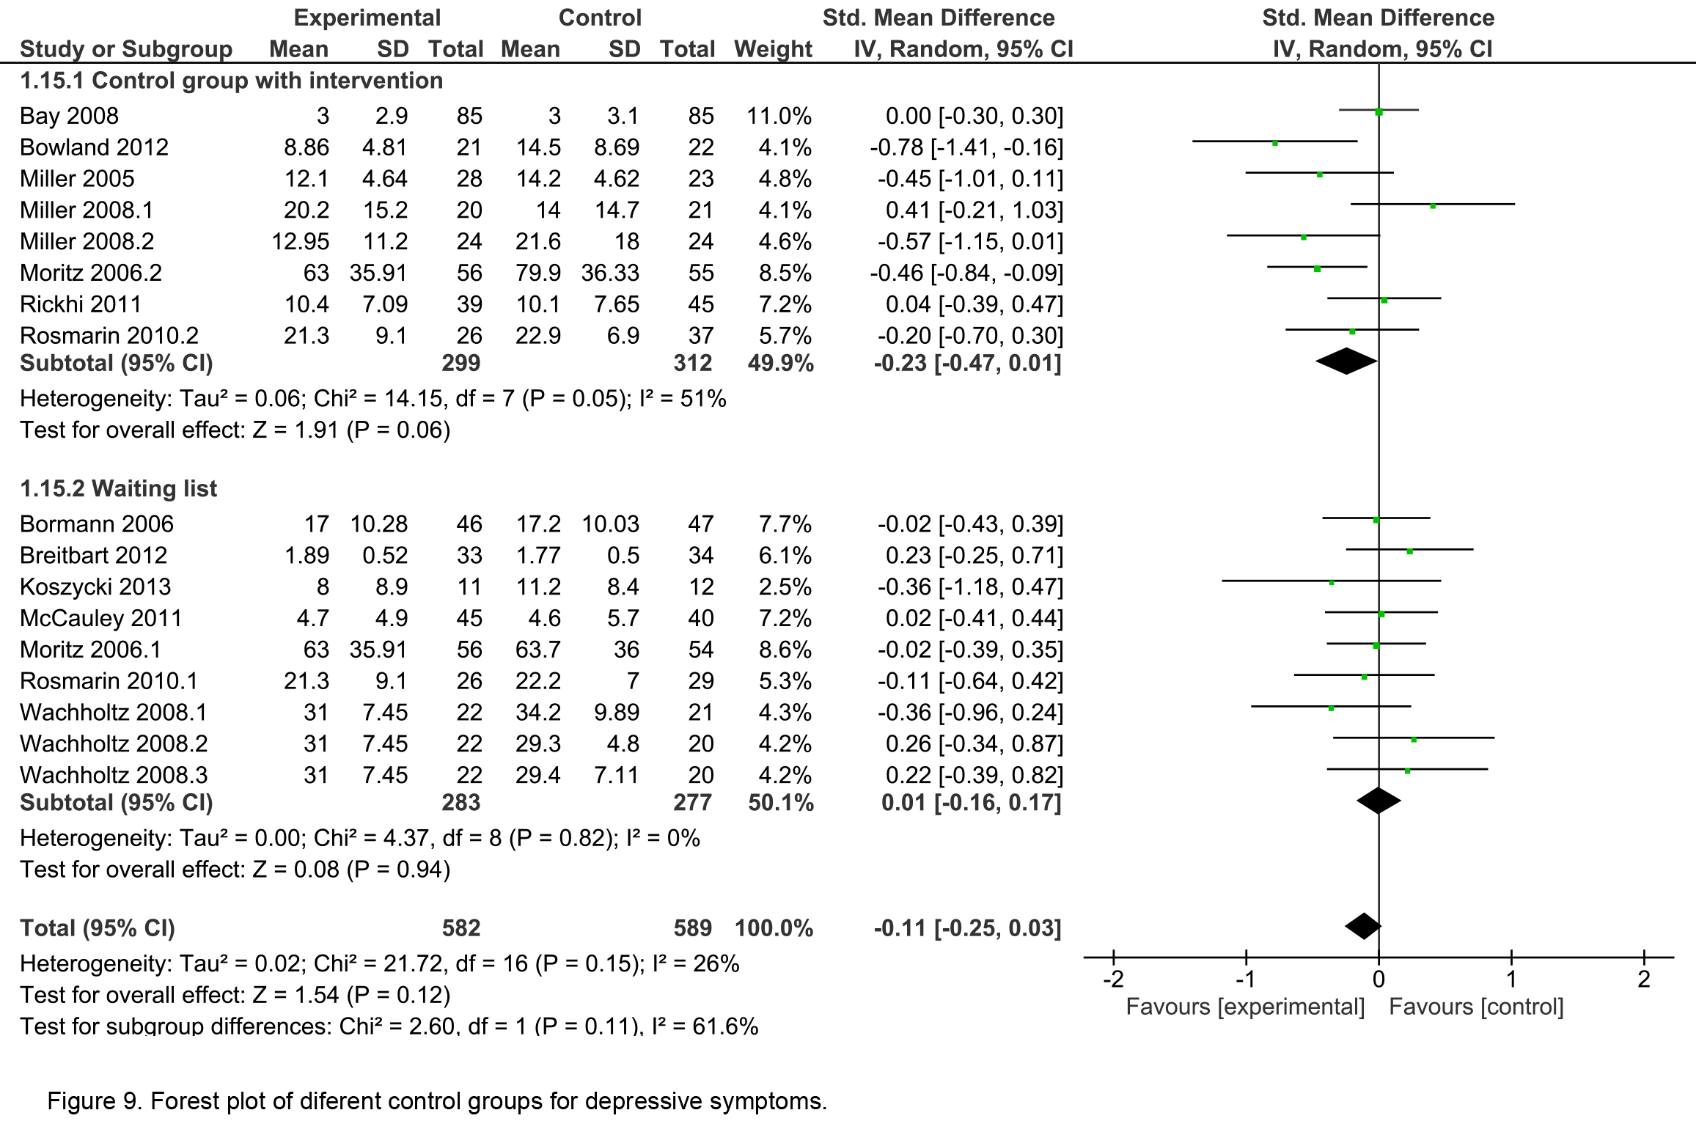 Experimental Control Std. Mean Difference Std. Mean Difference
Study or Subgroup Mean SD Total Mean SD Total Weight IV, Random, 95% CI IV, Random, 95% CI
1.15.1 Control group with intervention
Bay 2008 3 2.9 85 3 3.1 85 11.0% 0.00 [-0.30, 0.30]
Bowland 2012 8.86 4.81 21 14.5 8.69 22 4.1% -0.78 [-1.41, -0.16]
Miller 2005 12.1 4.64 28 14.2 4.62 23 4.8% -0.45 [-1.01, 0.11]
Miller 2008.1 20.2 15.2 20 14 14.7 21 4.1% 0.41 [-0.21, 1.03]
Miller 2008.2 12.95 11.2 24 21.6 18 24 4.6% -0.57 [-1.15, 0.01]
Moritz 2006.2 63 35.91 56 79.9 36.33 55 8.5% -0.46 [-0.84, -0.09]
Rickhi 2011 10.4 7.09 39 10.1 7.65 45 7.2% 0.04 [-0.39, 0.47]
Rosmarin 2010.2 21.3 9.1 26 22.9 6.9 37 5.7% -0.20 [-0.70, 0.30]
Subtotal (95% CI) 299 312 49.9% -0.23 [-0.47, 0.01]
Heterogeneity: Tau² = 0.06; Chi² = 14.15, df = 7 (P = 0.05); I² = 51%
Test for overall effect: Z = 1.91 (P = 0.06)
1.15.2 Waiting list
Bormann 2006 17 10.28 46 17.2 10.03 47 7.7% -0.02 [-0.43, 0.39]
Breitbart 2012 1.89 0.52 33 1.77 0.5 34 6.1% 0.23 [-0.25, 0.71]
Koszycki 2013 8 8.9 11 11.2 8.4 12 2.5% -0.36 [-1.18, 0.47]
McCauley 2011 4.7 4.9 45 4.6 5.7 40 7.2% 0.02 [-0.41, 0.44]
Moritz 2006.1 63 35.91 56 63.7 36 54 8.6% -0.02 [-0.39, 0.35]
Rosmarin 2010.1 21.3 9.1 26 22.2 7 29 5.3% -0.11 [-0.64, 0.42]
Wachholtz 2008.1 31 7.45 22 34.2 9.89 21 4.3% -0.36 [-0.96, 0.24]
Wachholtz 2008.2 31 7.45 22 29.3 4.8 20 4.2% 0.26 [-0.34, 0.87]
Wachholtz 2008.3 31 7.45 22 29.4 7.11 20 4.2% 0.22 [-0.39, 0.82]
Subtotal (95% CI) 283 277 50.1% 0.01 [-0.16, 0.17]
Heterogeneity: Tau² = 0.00; Chi² = 4.37, df = 8 (P = 0.82); I² = 0%
Test for overall effect: Z = 0.08 (P = 0.94)
Total (95% CI) 582 589 100.0% -0.11 [-0.25, 0.03]
Heterogeneity: Tau² = 0.02; Chi² = 21.72, df = 16 (P = 0.15); I² = 26%
Test for overall effect: Z = 1.54 (P = 0.12)
Test for subgroup differences: Chi² = 2.60, df = 1 (P = 0.11), I² = 61.6%
-2 -1 0 1 2
Favours [experimental] Favours [control]
Figure 9. Forest plot of diferent control groups for depressive symptoms.